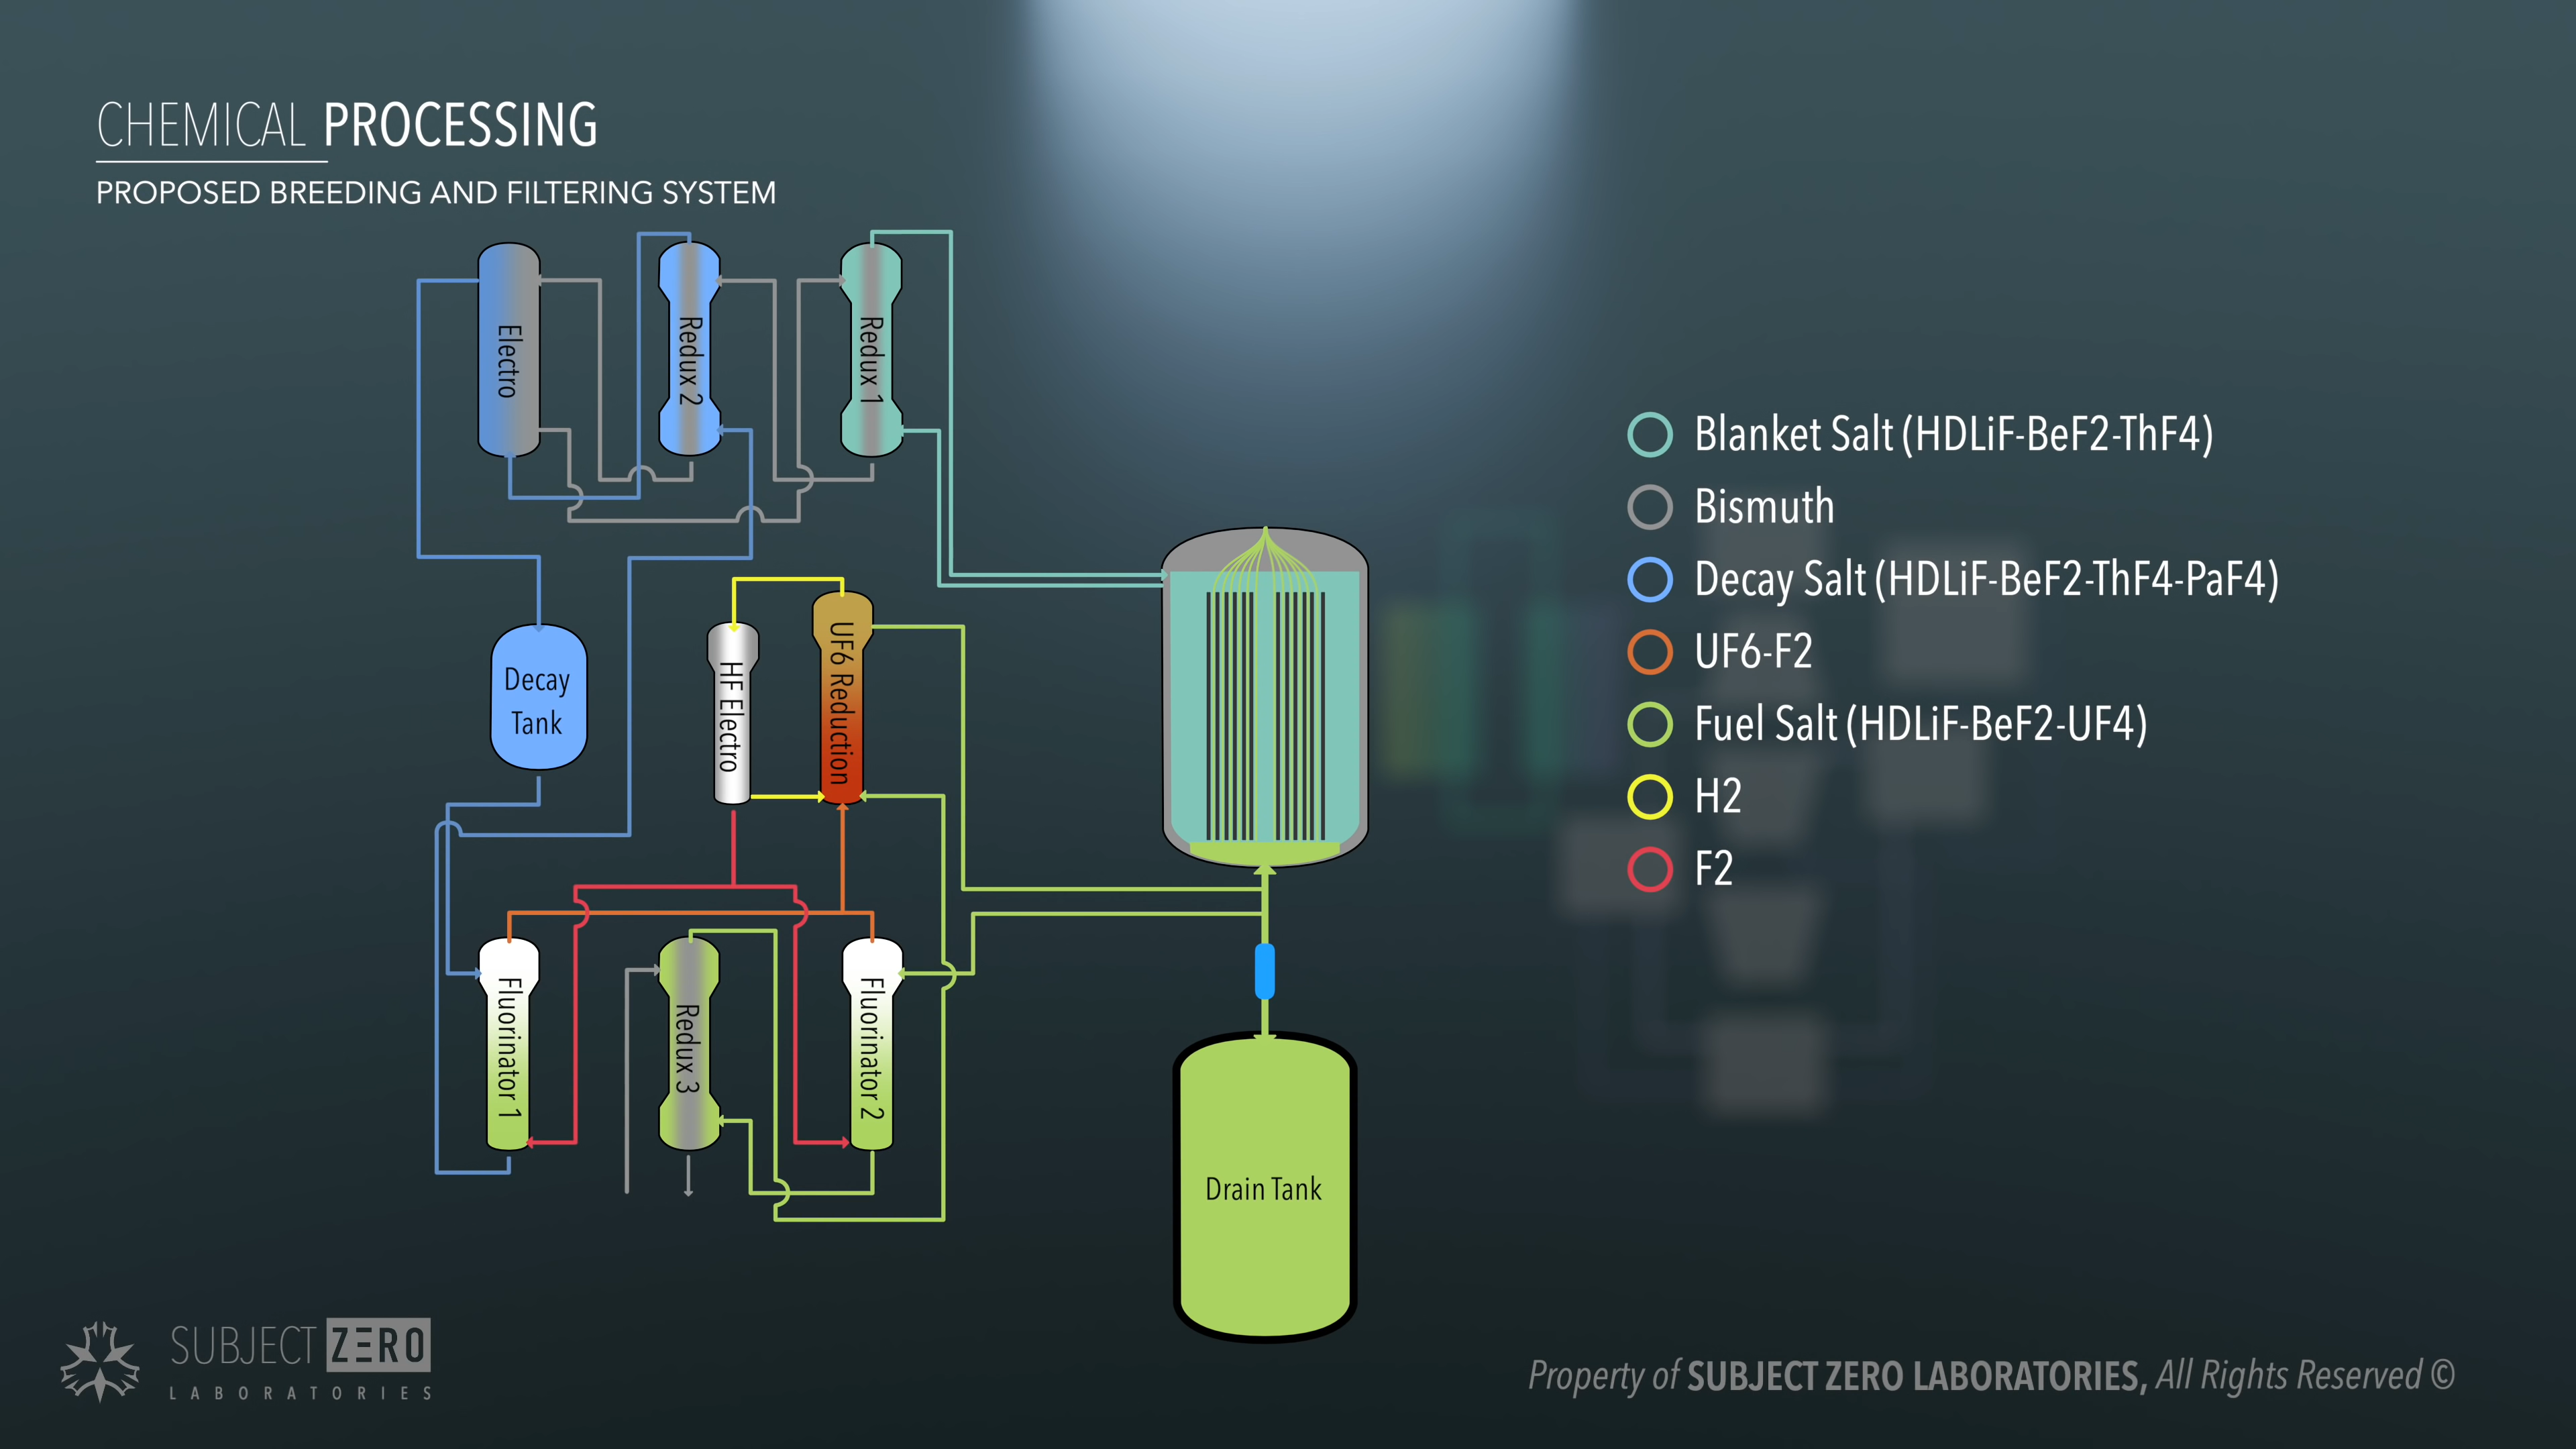 CHEMICAL PROCESSING
PROPOSED BREEDING AND FILTERING SYSTEM
Electro
Redux 2
Redux 1
Decay
Tank
HF Electro
UF6 Reduction
Fluorinator 1
Redux 3
Fluorinator 2
Drain Tank
Blanket Salt (HDLiF-BeF2-ThF4)
Bismuth
Decay Salt (HDLiF-BeF2-ThF4-PaF4)
UF6-F2
Fuel Salt (HDLiF-BeF2-UF4)
H2
F2
SUBJECT ZERO
LABORATORIES
Property of SUBJECT ZERO LABORATORIES, All Rights Reserved ©